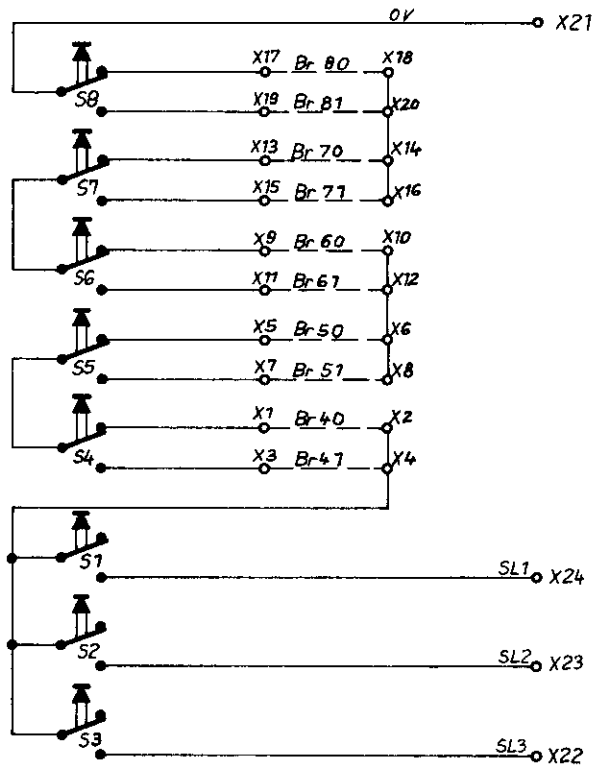 0V X21
X17 Br 80 X18
S8
X19 Br 81 X20
X13 Br 70 X14
S7
X15 Br 71 X16
X9 Br 60 X10
S6
X11 Br 61 X12
X5 Br 50 X6
S5
X7 Br 51 X8
X1 Br 40 X2
S4
X3 Br 41 X4
S1
SL1 X24
S2
SL2 X23
S3
SL3 X22